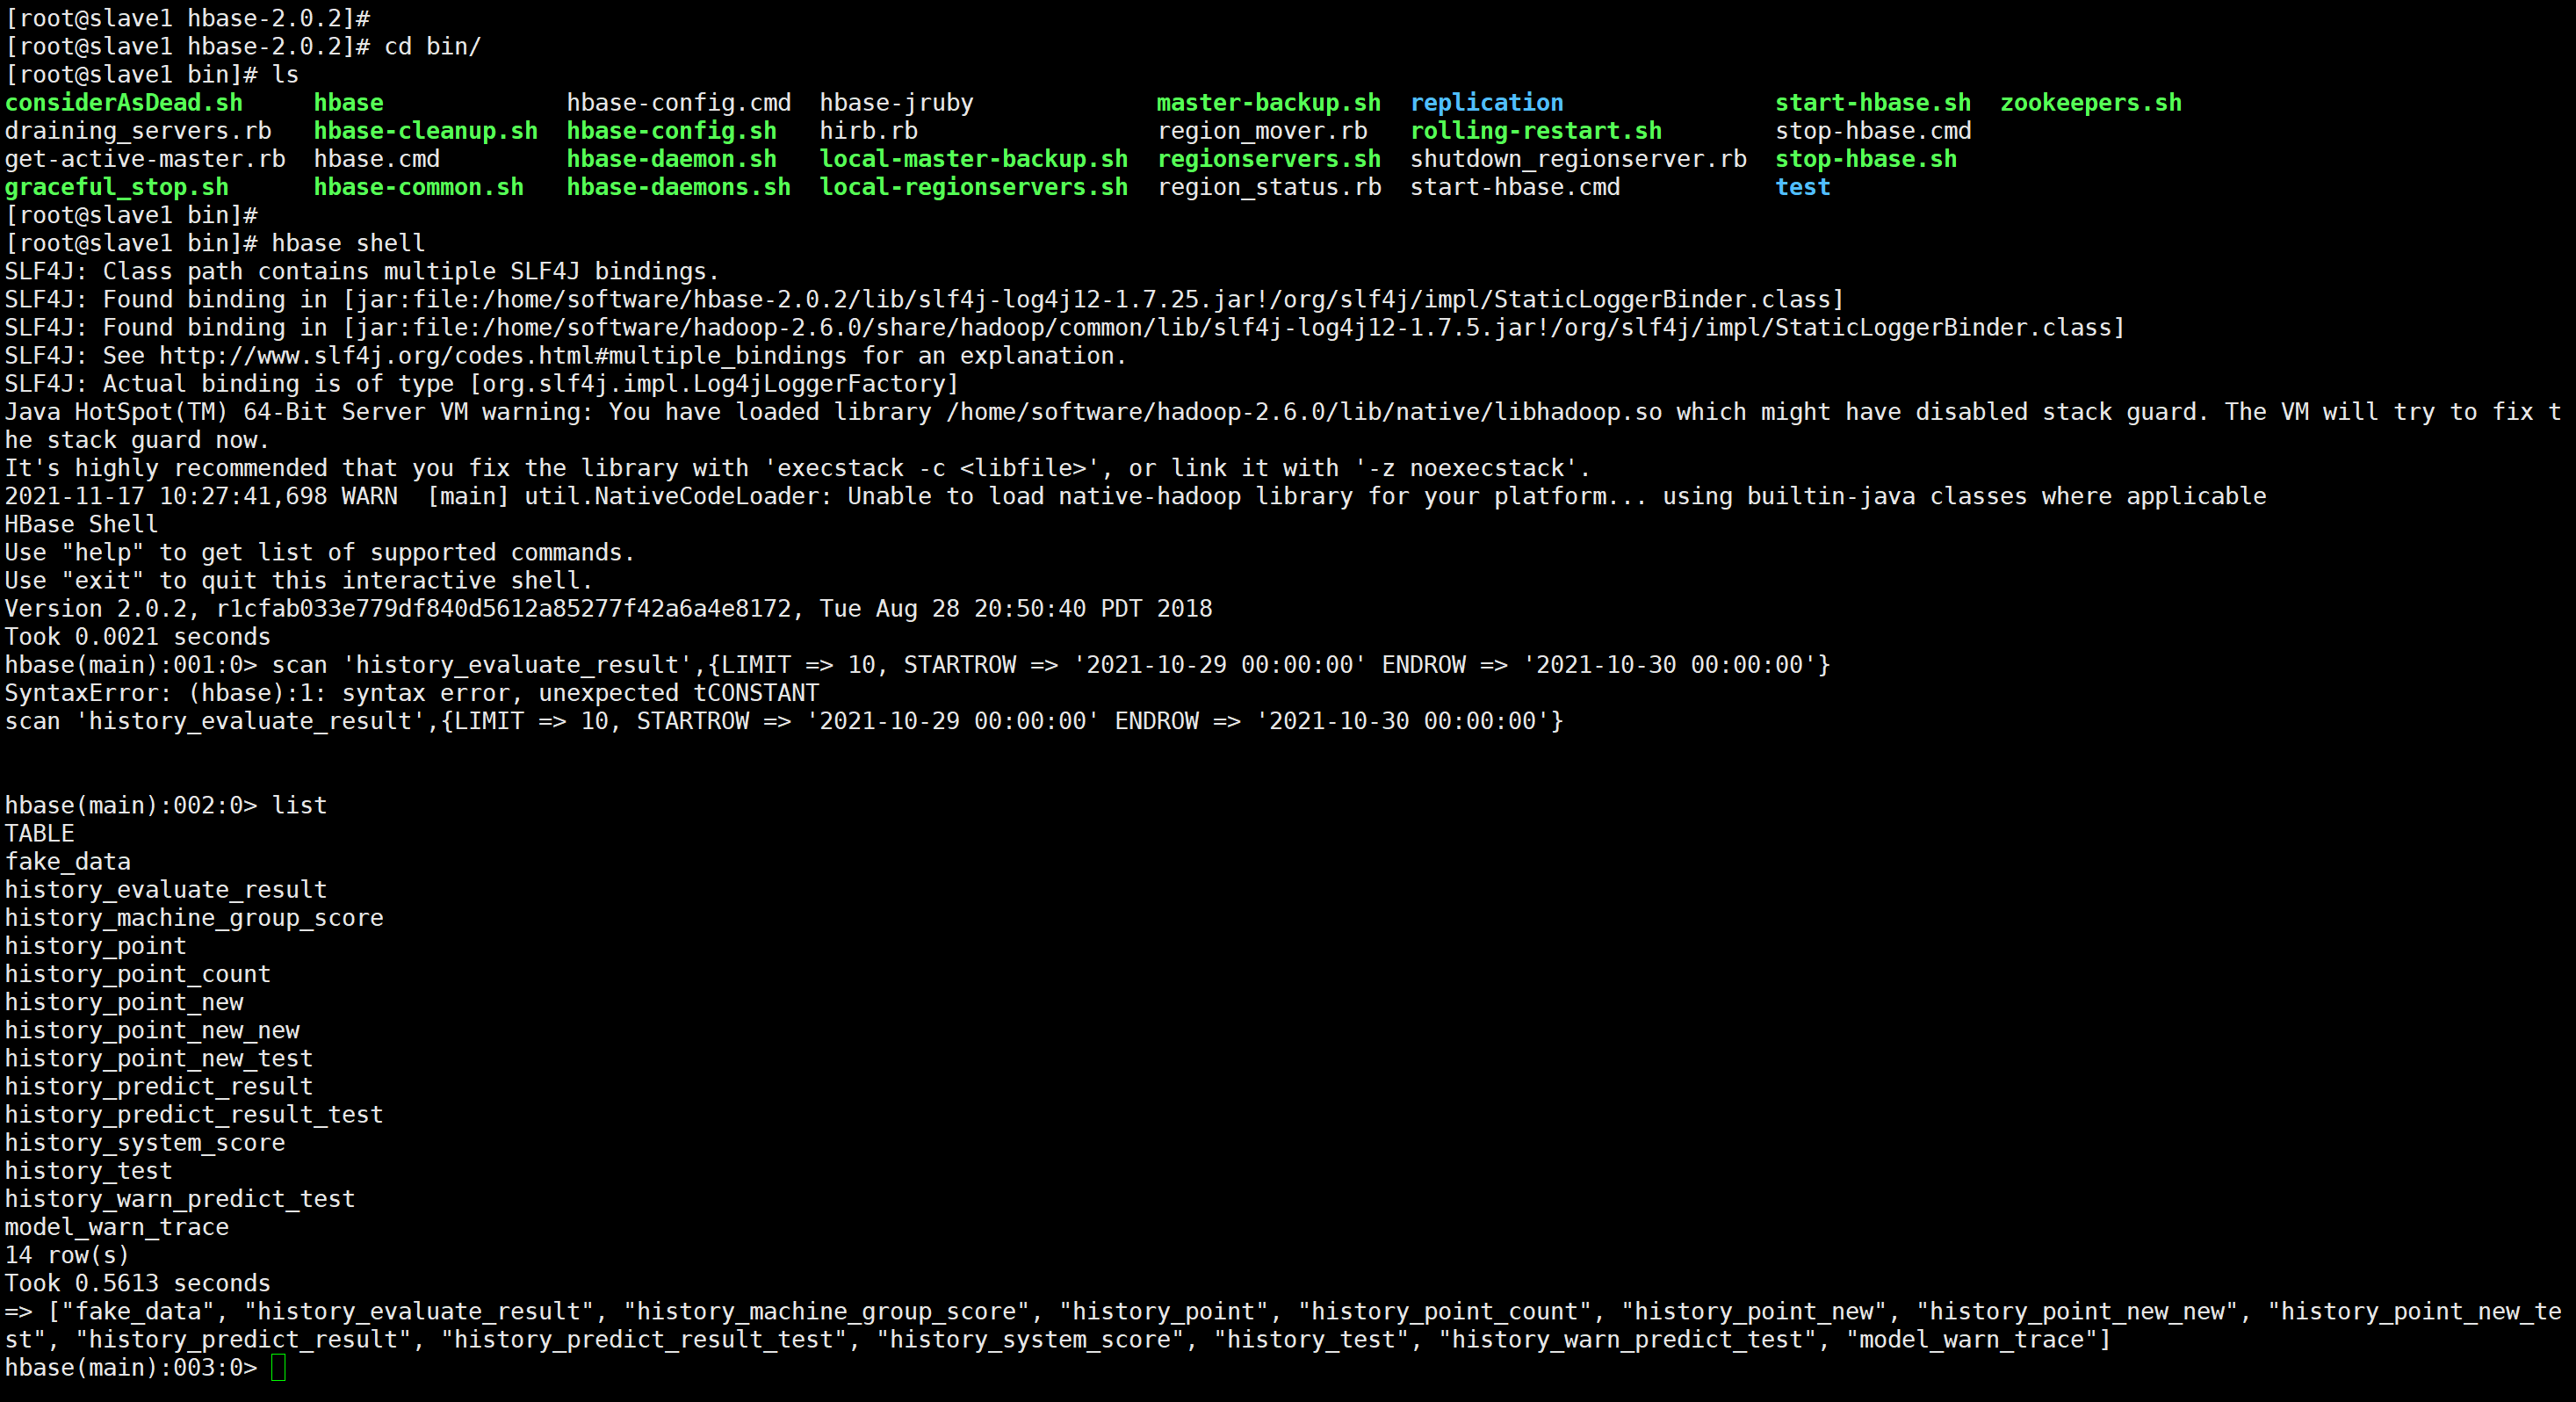 [root@slave1 hbase-2.0.2]#
[root@slave1 hbase-2.0.2]# cd bin/
[root@slave1 bin]# ls
considerAsDead.sh     hbase             hbase-config.cmd  hbase-jruby             master-backup.sh  replication               start-hbase.sh  zookeepers.sh
draining_servers.rb   hbase-cleanup.sh  hbase-config.sh   hirb.rb                 region_mover.rb   rolling-restart.sh        stop-hbase.cmd
get-active-master.rb  hbase.cmd         hbase-daemon.sh   local-master-backup.sh  regionservers.sh  shutdown_regionserver.rb  stop-hbase.sh
graceful_stop.sh      hbase-common.sh   hbase-daemons.sh  local-regionservers.sh  region_status.rb  start-hbase.cmd           test
[root@slave1 bin]#
[root@slave1 bin]# hbase shell
SLF4J: Class path contains multiple SLF4J bindings.
SLF4J: Found binding in [jar:file:/home/software/hbase-2.0.2/lib/slf4j-log4j12-1.7.25.jar!/org/slf4j/impl/StaticLoggerBinder.class]
SLF4J: Found binding in [jar:file:/home/software/hadoop-2.6.0/share/hadoop/common/lib/slf4j-log4j12-1.7.5.jar!/org/slf4j/impl/StaticLoggerBinder.class]
SLF4J: See http://www.slf4j.org/codes.html#multiple_bindings for an explanation.
SLF4J: Actual binding is of type [org.slf4j.impl.Log4jLoggerFactory]
Java HotSpot(TM) 64-Bit Server VM warning: You have loaded library /home/software/hadoop-2.6.0/lib/native/libhadoop.so which might have disabled stack guard. The VM will try to fix t
he stack guard now.
It's highly recommended that you fix the library with 'execstack -c <libfile>', or link it with '-z noexecstack'.
2021-11-17 10:27:41,698 WARN  [main] util.NativeCodeLoader: Unable to load native-hadoop library for your platform... using builtin-java classes where applicable
HBase Shell
Use "help" to get list of supported commands.
Use "exit" to quit this interactive shell.
Version 2.0.2, r1cfab033e779df840d5612a85277f42a6a4e8172, Tue Aug 28 20:50:40 PDT 2018
Took 0.0021 seconds
hbase(main):001:0> scan 'history_evaluate_result',{LIMIT => 10, STARTROW => '2021-10-29 00:00:00' ENDROW => '2021-10-30 00:00:00'}
SyntaxError: (hbase):1: syntax error, unexpected tCONSTANT
scan 'history_evaluate_result',{LIMIT => 10, STARTROW => '2021-10-29 00:00:00' ENDROW => '2021-10-30 00:00:00'}
hbase(main):002:0> list
TABLE
fake_data
history_evaluate_result
history_machine_group_score
history_point
history_point_count
history_point_new
history_point_new_new
history_point_new_test
history_predict_result
history_predict_result_test
history_system_score
history_test
history_warn_predict_test
model_warn_trace
14 row(s)
Took 0.5613 seconds
=> ["fake_data", "history_evaluate_result", "history_machine_group_score", "history_point", "history_point_count", "history_point_new", "history_point_new_new", "history_point_new_te
st", "history_predict_result", "history_predict_result_test", "history_system_score", "history_test", "history_warn_predict_test", "model_warn_trace"]
hbase(main):003:0>